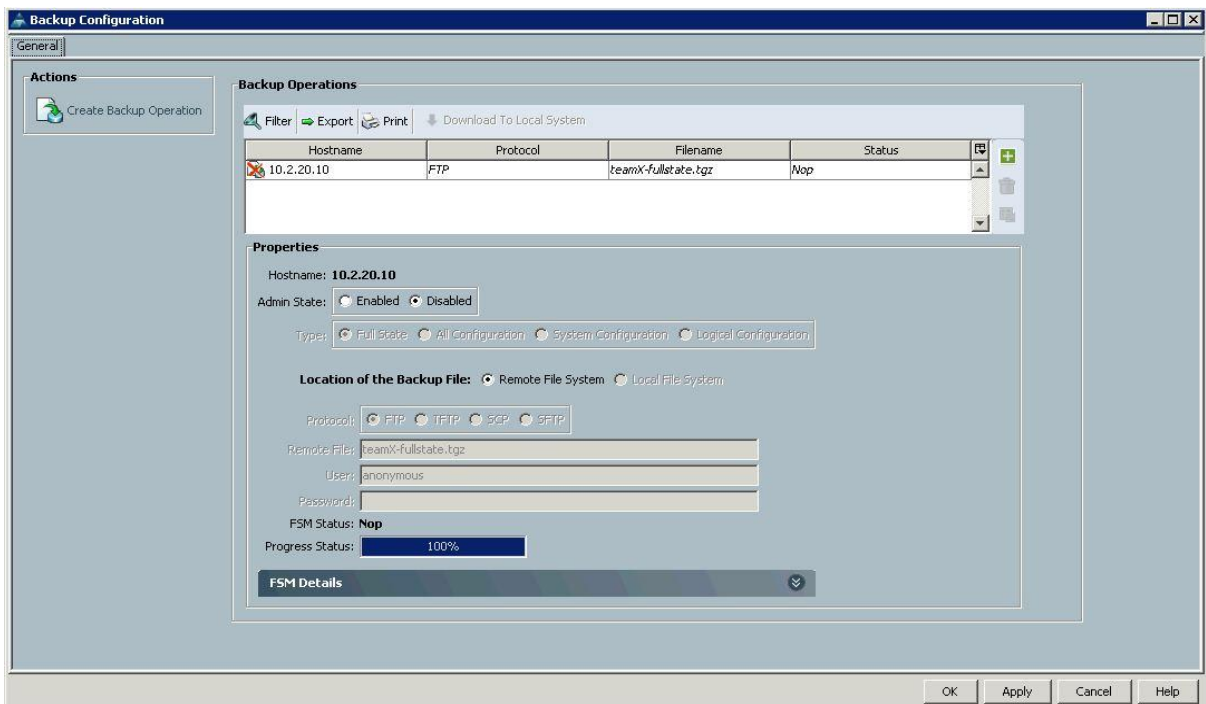 Backup Configuration
General
Actions
Create Backup Operation
Backup Operations
Filter Export Print Download To Local System
Hostname Protocol Filename Status
10.2.20.10 FTP teamX-fullstate.tgz Nop
Properties
Hostname: 10.2.20.10
Admin State: Enabled Disabled
Type: Full State All Configuration System Configuration Logical Configuration
Location of the Backup File: Remote File System Local File System
Protocol: FTP TFTP SCP SFTP
Remote File: teamX-fullstate.tgz
User: anonymous
Password:
FSM Status: Nop
Progress Status: 100%
FSM Details
OK Apply Cancel Help